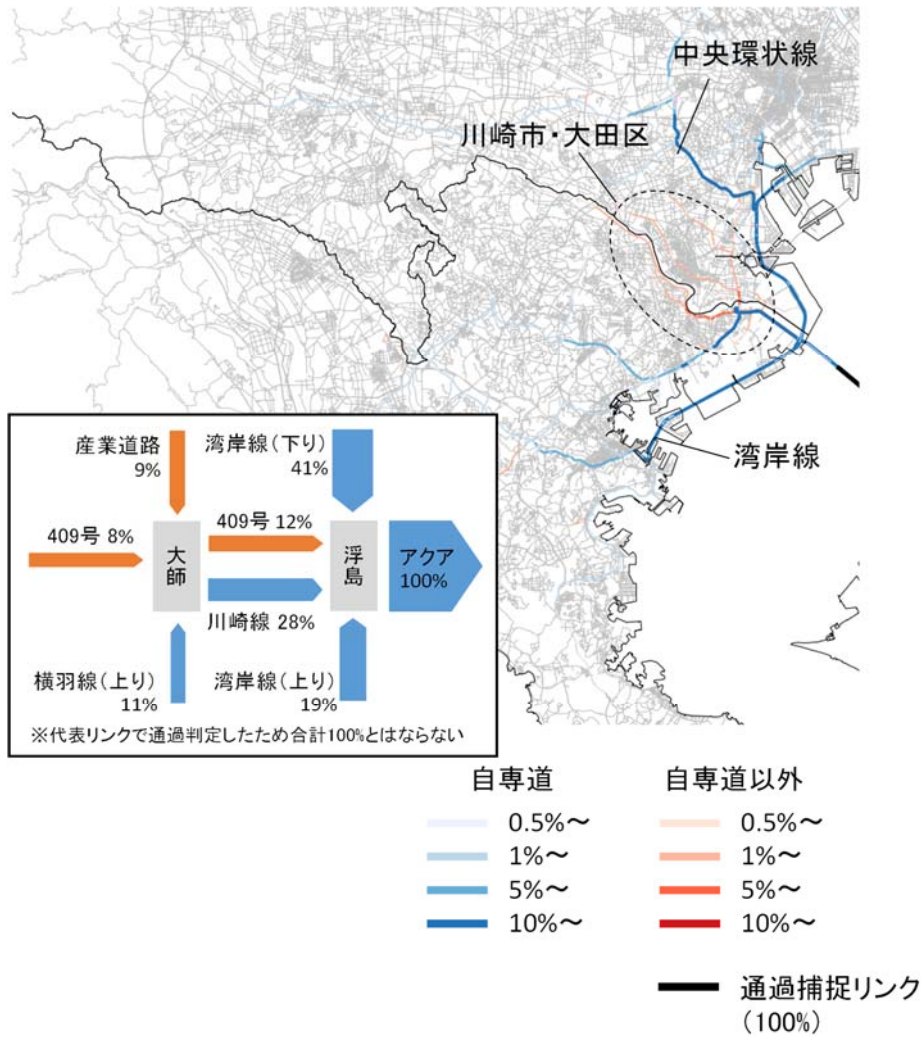 中央環状線
川崎市・大田区
湾岸線
産業道路
9%
湾岸線(下り)
41%
409号 8%
大師
409号 12%
浮島
アクア
100%
川崎線 28%
横羽線(上り)
11%
湾岸線(上り)
19%
※代表リンクで通過判定したため合計100%とはならない
自専道
0.5%～
1%～
5%～
10%～
自専道以外
0.5%～
1%～
5%～
10%～
通過捕捉リンク
(100%)